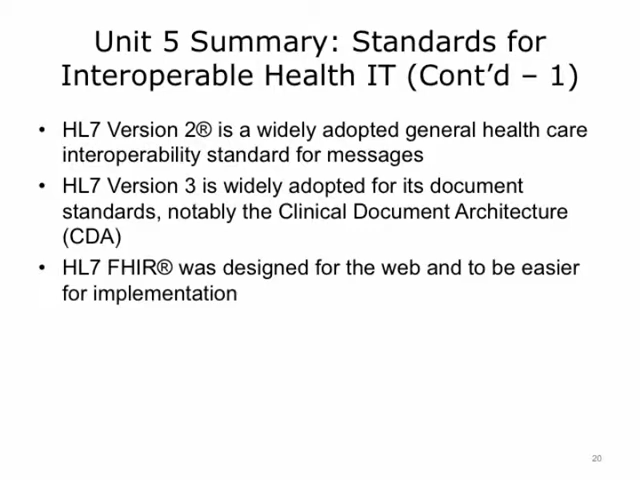 Unit 5 Summary: Standards for
Interoperable Health IT (Cont’d – 1)
• HL7 Version 2® is a widely adopted general health care
interoperability standard for messages
• HL7 Version 3 is widely adopted for its document
standards, notably the Clinical Document Architecture
(CDA)
• HL7 FHIR® was designed for the web and to be easier
for implementation
20